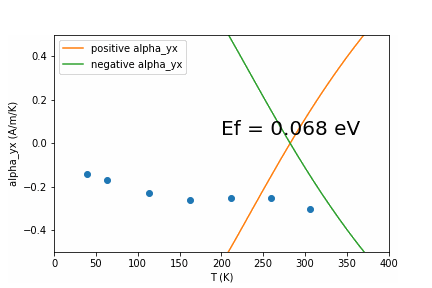 positive alpha_yx
negative alpha_yx
Ef = 0.068 eV
0.4
0.2
0.0
−0.2
−0.4
alpha_yx (A/m/K)
0 50 100 150 200 250 300 350 400
T (K)